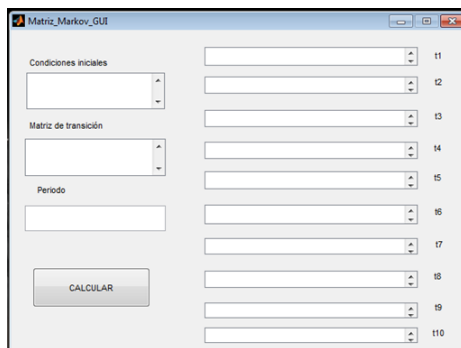 Matriz_Markov_GUI
Condiciones iniciales
Matriz de transición
Periodo
CALCULAR
t1
t2
t3
t4
t5
t6
t7
t8
t9
t10